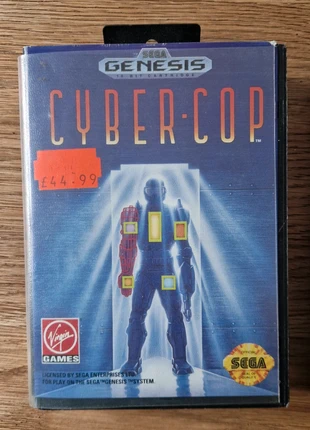 SEGA
GENESIS
16-BIT CARTRIDGE
CYBER·COP™
£44.99
Virgin
GAMES
LICENSED BY SEGA ENTERPRISES LTD.
FOR PLAY ON THE SEGA™ GENESIS™ SYSTEM.
SEGA